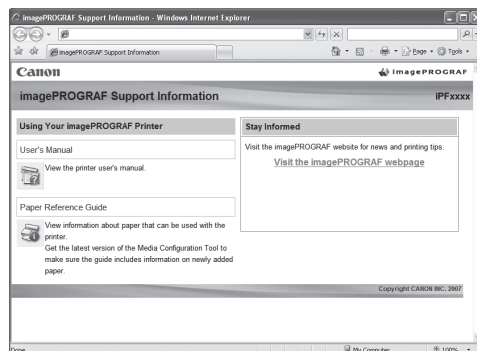 imagePROGRAF Support Information - Windows Internet Explorer
imagePROGRAF Support Information
Page
Tools
Canon
imagePROGRAF
imagePROGRAF Support Information
iPFxxxx
Using Your imagePROGRAF Printer
User's Manual
View the printer user's manual.
Paper Reference Guide
View information about paper that can be used with the
printer.
Get the latest version of the Media Configuration Tool to
make sure the guide includes information on newly added
paper.
Stay Informed
Visit the imagePROGRAF website for news and printing tips.
Visit the imagePROGRAF webpage
Copyright CANON INC. 2007
Done
My Computer
100%